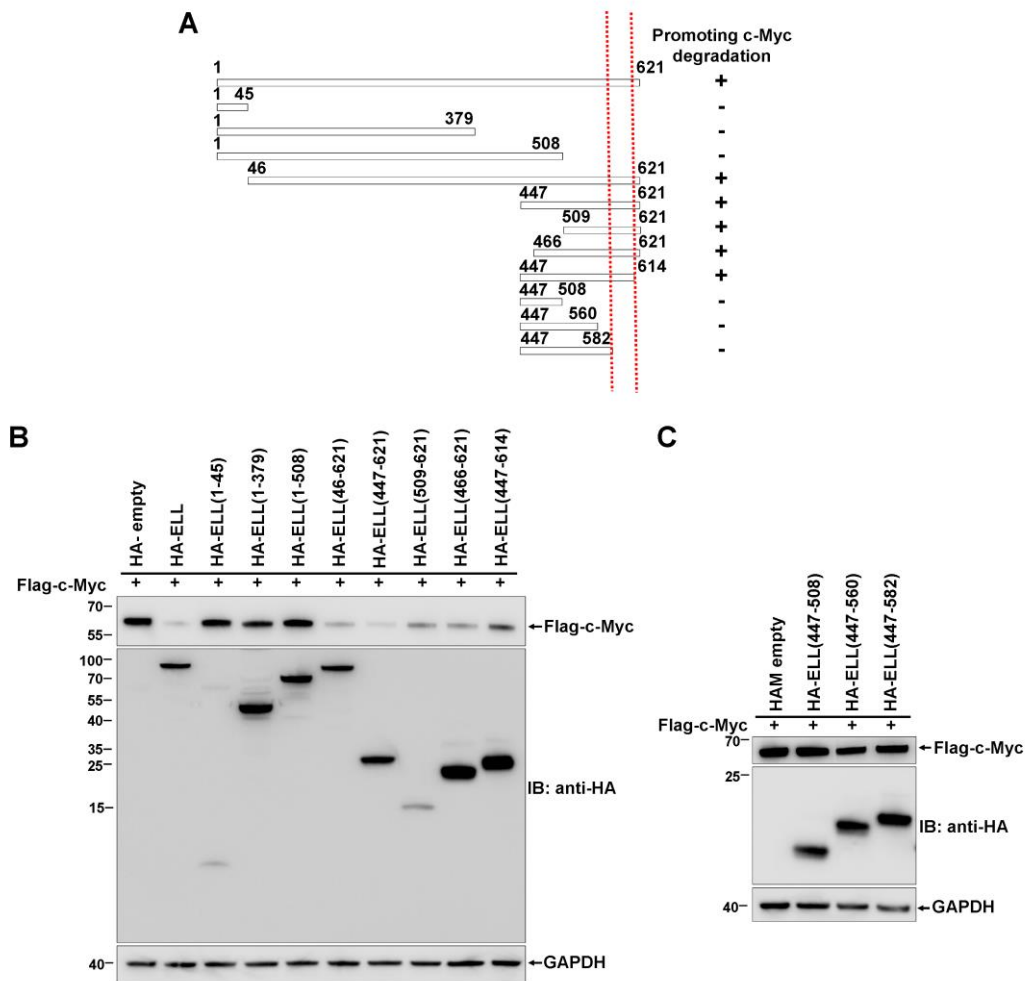 A
Promoting c-Myc
degradation
1 621
+
1 45
-
1 379
-
1 508
-
46 621
+
447 621
+
509 621
+
466 621
+
447 614
+
447 508
-
447 560
-
447 582
-
B
HA- empty
HA-ELL
HA-ELL(1-45)
HA-ELL(1-379)
HA-ELL(1-508)
HA-ELL(46-621)
HA-ELL(447-621)
HA-ELL(509-621)
HA-ELL(466-621)
HA-ELL(447-614)
Flag-c-Myc + + + + + + + + + +
70
55
Flag-c-Myc
100
70
55
40
35
25
15
IB: anti-HA
40
GAPDH
C
HAM empty
HA-ELL(447-508)
HA-ELL(447-560)
HA-ELL(447-582)
Flag-c-Myc + + + +
70
Flag-c-Myc
25
IB: anti-HA
40
GAPDH